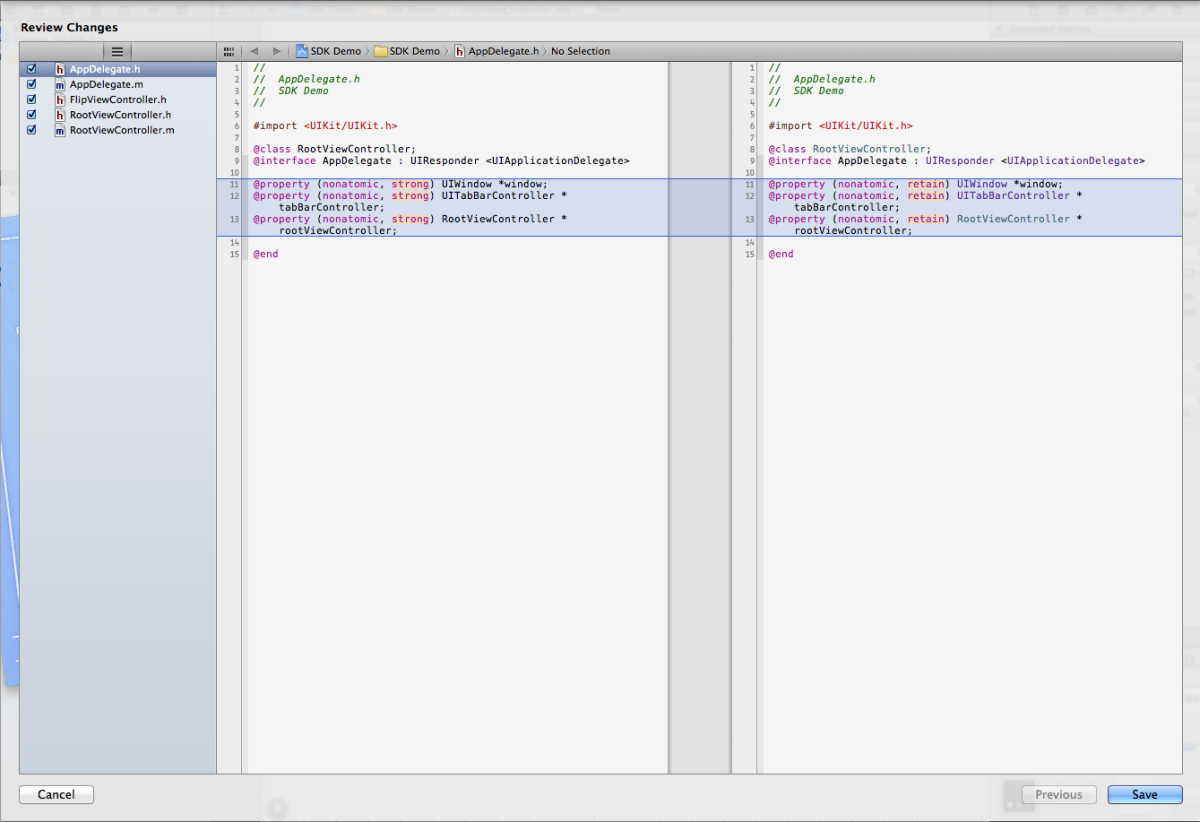 Review Changes
SDK Demo 〉 SDK Demo 〉 h AppDelegate.h 〉 No Selection
h AppDelegate.h
m AppDelegate.m
h FlipViewController.h
h RootViewController.h
m RootViewController.m
1 //
2 // AppDelegate.h
3 // SDK Demo
4 //
5
6 #import <UIKit/UIKit.h>
7
8 @class RootViewController;
9 @interface AppDelegate : UIResponder <UIApplicationDelegate>
10
11 @property (nonatomic, strong) UIWindow *window;
12 @property (nonatomic, strong) UITabBarController *
tabBarController;
13 @property (nonatomic, strong) RootViewController *
rootViewController;
14
15 @end
1 //
2 // AppDelegate.h
3 // SDK Demo
4 //
5
6 #import <UIKit/UIKit.h>
7
8 @class RootViewController;
9 @interface AppDelegate : UIResponder <UIApplicationDelegate>
10
11 @property (nonatomic, retain) UIWindow *window;
12 @property (nonatomic, retain) UITabBarController *
tabBarController;
13 @property (nonatomic, retain) RootViewController *
rootViewController;
14
15 @end
Cancel
Previous
Save